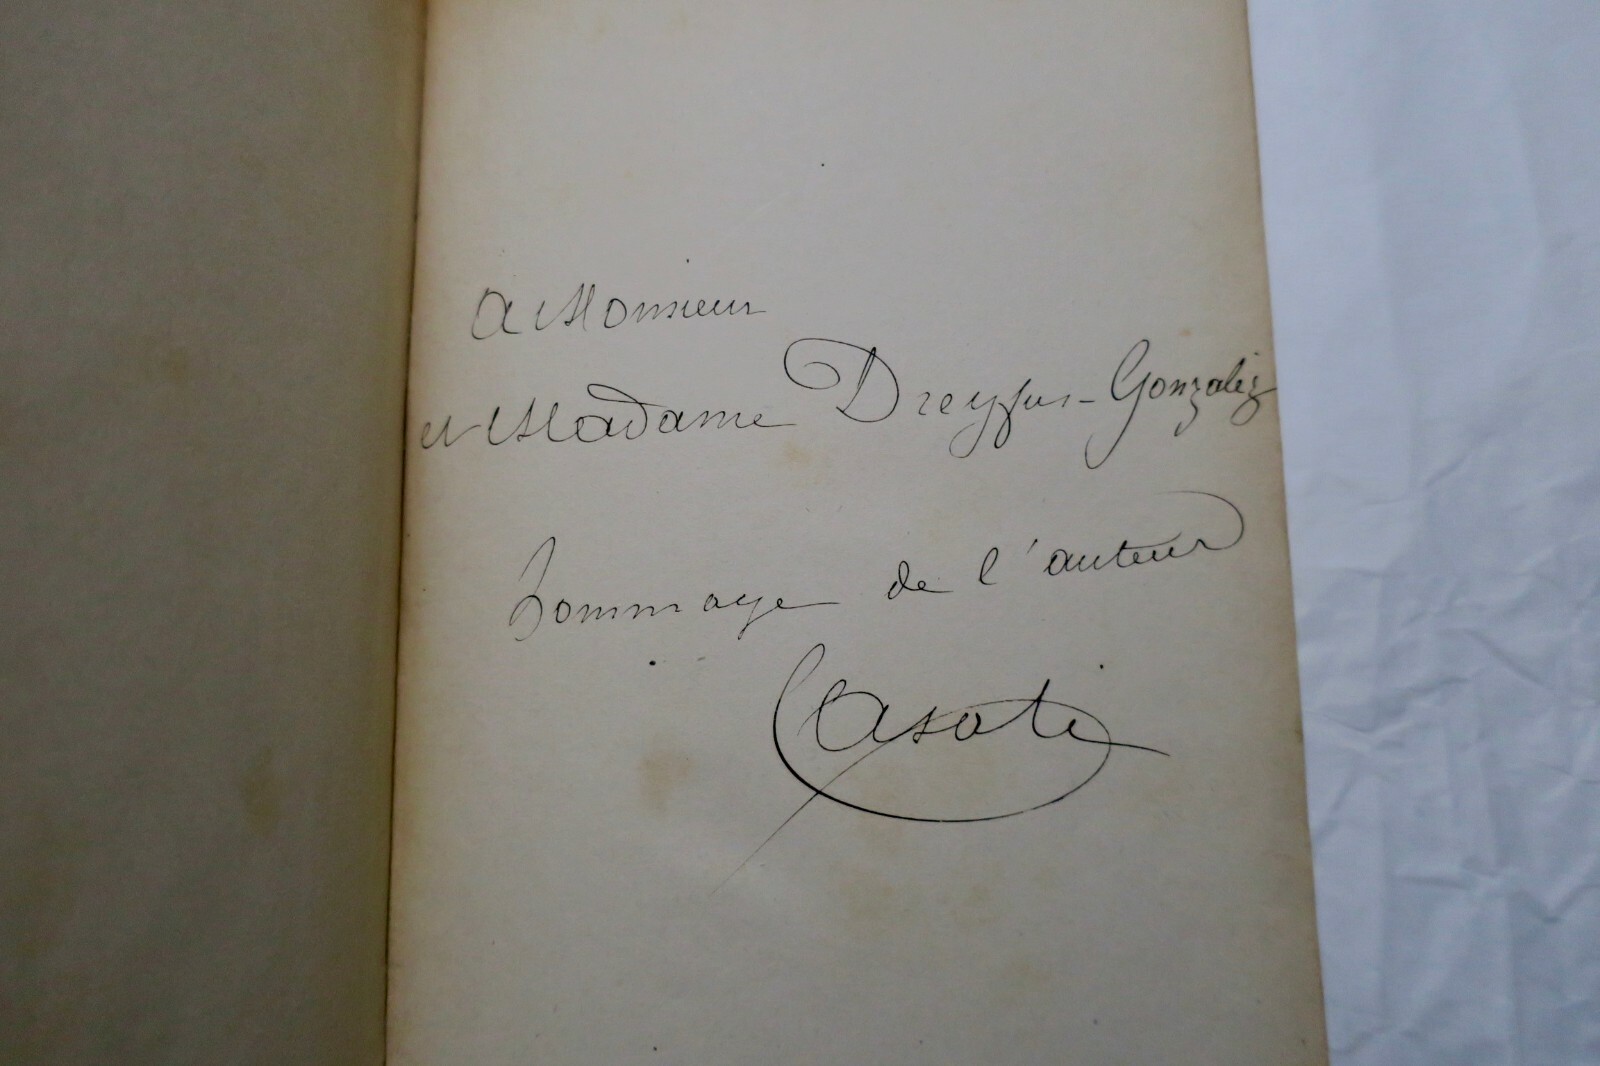 A Monsieur
et Madame Dreyfus-Gonzalez
hommage de l'auteur
Casati